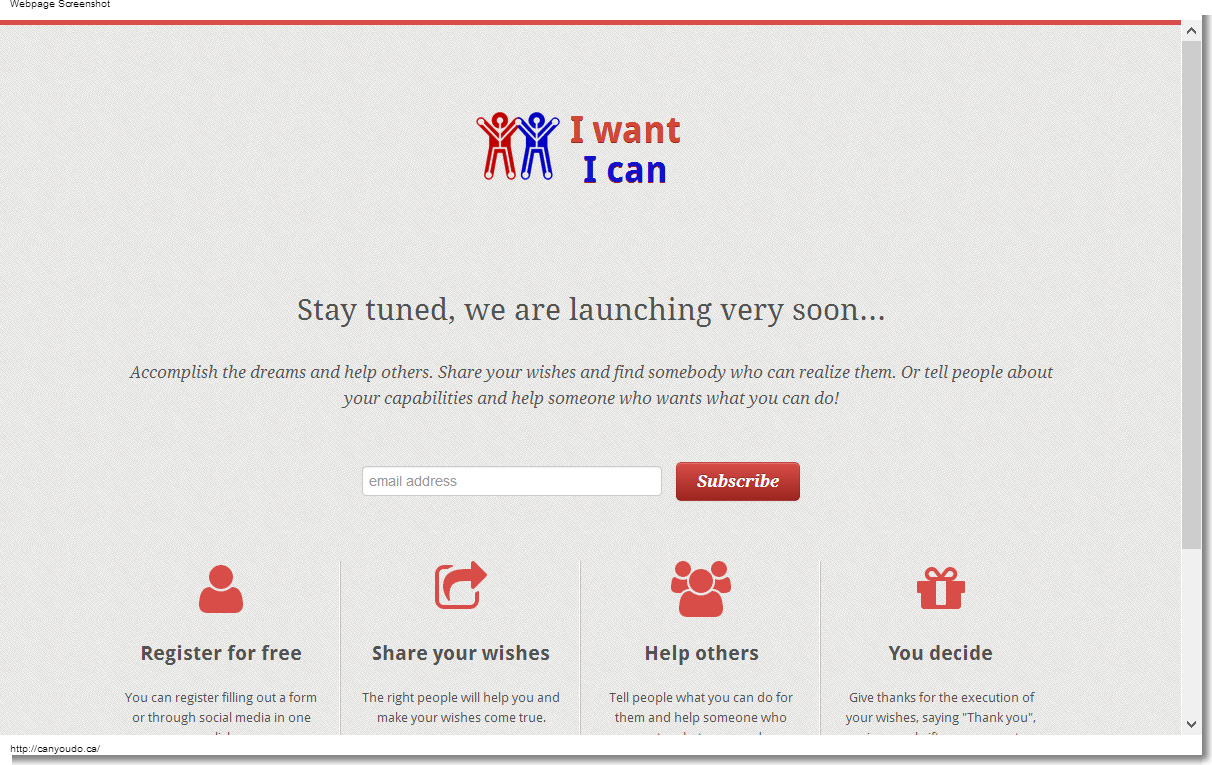 Webpage Screenshot
I want
I can
Stay tuned, we are launching very soon...
Accomplish the dreams and help others. Share your wishes and find somebody who can realize them. Or tell people about
your capabilities and help someone who wants what you can do!
email address
Subscribe
Register for free
You can register filling out a form
or through social media in one
Share your wishes
The right people will help you and
make your wishes come true.
Help others
Tell people what you can do for
them and help someone who
You decide
Give thanks for the execution of
your wishes, saying "Thank you",
http://canyoudo.ca/